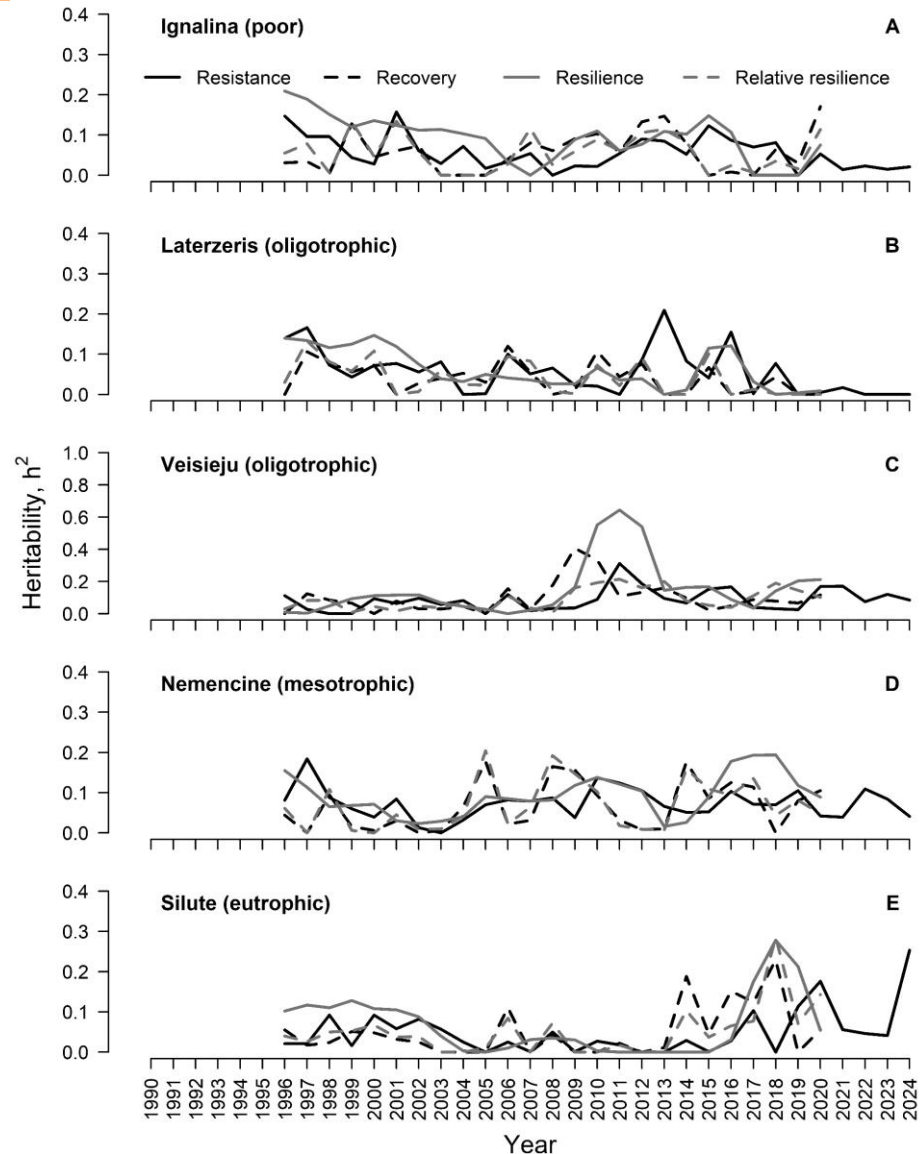 Ignalina (poor) A
Resistance Recovery Resilience Relative resilience
0.4
0.3
0.2
0.1
0.0
Laterzeris (oligotrophic) B
0.4
0.3
0.2
0.1
0.0
Veisieju (oligotrophic) C
1.0
0.8
0.6
0.4
0.2
0.0
Heritability, h²
Nemencine (mesotrophic) D
0.4
0.3
0.2
0.1
0.0
Silute (eutrophic) E
0.4
0.3
0.2
0.1
0.0
1990 1991 1992 1993 1994 1995 1996 1997 1998 1999 2000 2001 2002 2003 2004 2005 2006 2007 2008 2009 2010 2011 2012 2013 2014 2015 2016 2017 2018 2019 2020 2021 2022 2023 2024
Year